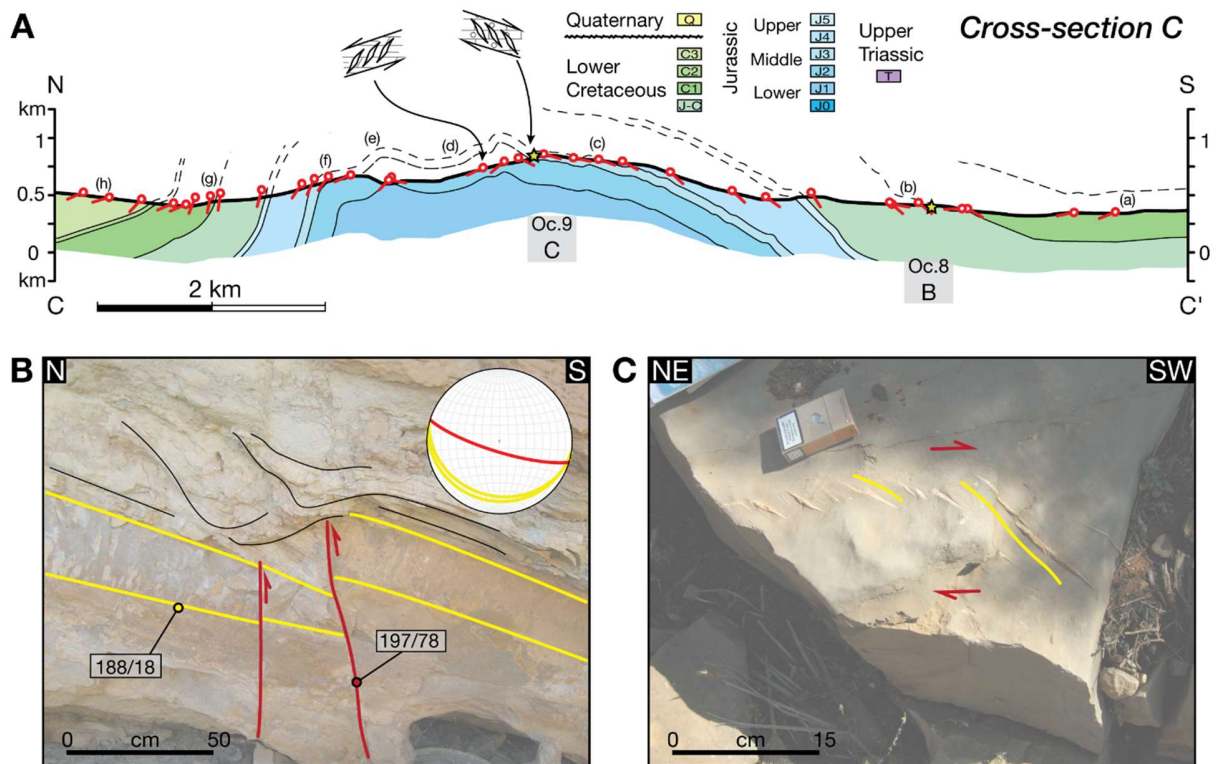 A
Cross-section C
Quaternary Q
Lower Cretaceous
C3
C2
C1
J-C
Jurassic
Upper
Middle
Lower
J5
J4
J3
J2
J1
J0
Upper Triassic
T
N
S
km
1
0.5
0
km
C
1
0
C'
(h)
(g)
(f)
(e)
(d)
(c)
(b)
(a)
Oc.9
C
Oc.8
B
2 km
B
N
S
188/18
197/78
0 cm 50
C
NE
SW
0 cm 15